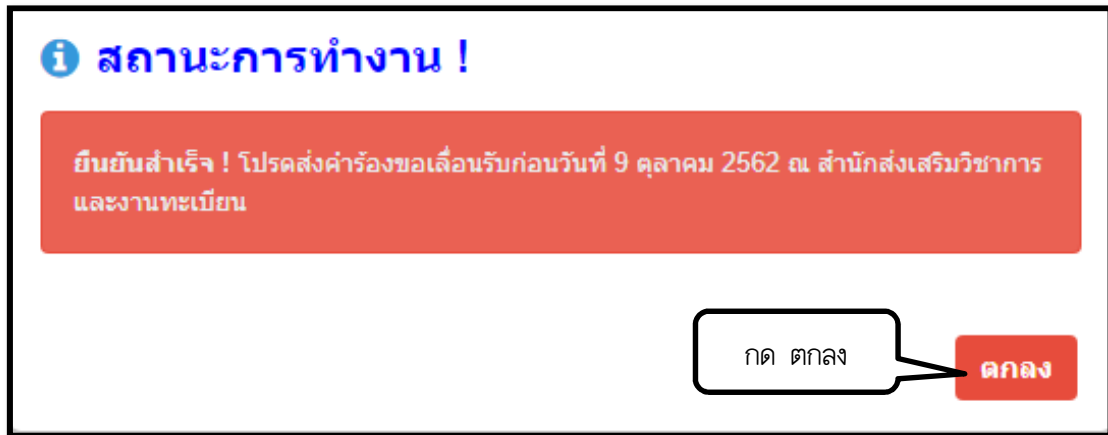 สถานะการทำงาน !
ยืนยันสำเร็จ ! โปรดส่งคำร้องขอเลื่อนรับก่อนวันที่ 9 ตุลาคม 2562 ณ สำนักส่งเสริมวิชาการ
และงานทะเบียน
กด ตกลง
ตกลง